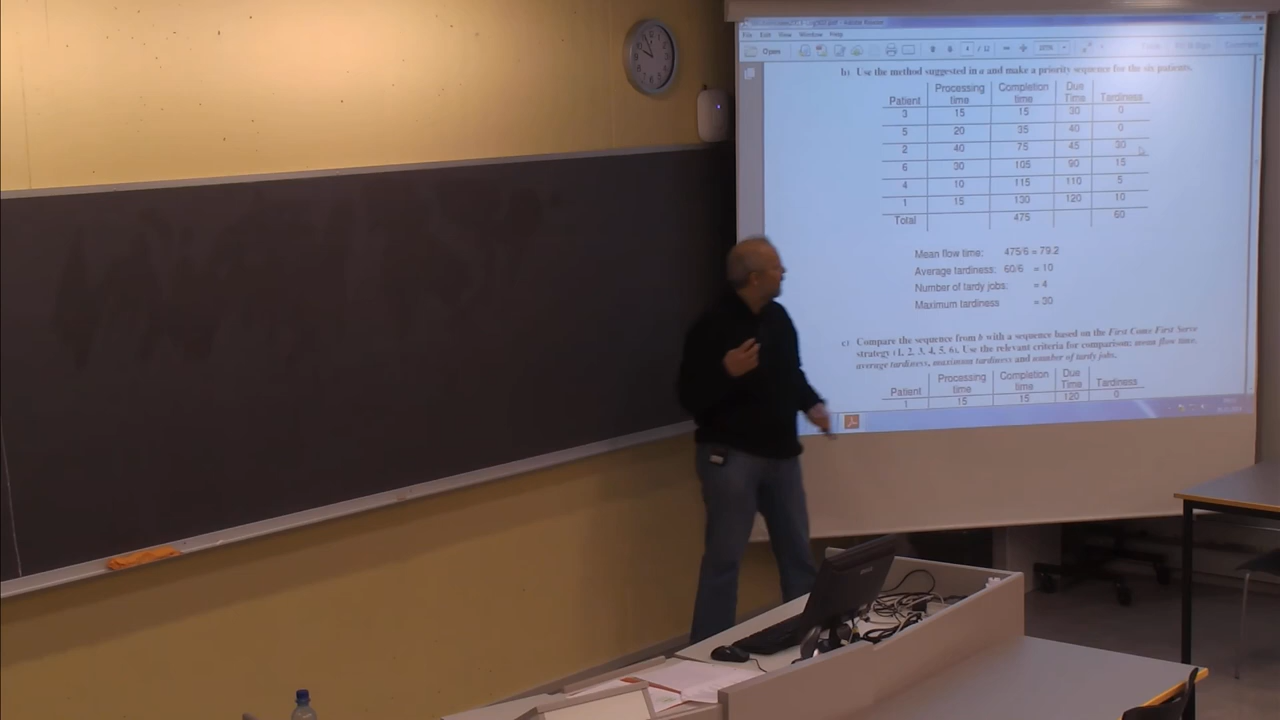 File Edit View Window Help
Open
b) Use the method suggested in a and make a priority sequence for the six patients.
Patient Processing time Completion time Due Time Tardiness
3 15 15 30 0
5 20 35 40 0
2 40 75 45 30
6 30 105 90 15
4 10 115 110 5
1 15 130 120 10
Total 475 60
Mean flow time: 475/6 = 79.2
Average tardiness: 60/6 = 10
Number of tardy jobs: = 4
Maximum tardiness = 30
c) Compare the sequence from b with a sequence based on the First Come First Serve
strategy (1, 2, 3, 4, 5, 6). Use the relevant criteria for comparison: mean flow time,
average tardiness, maximum tardiness and number of tardy jobs.
Patient Processing time Completion time Due Time Tardiness
1 15 15 120 0